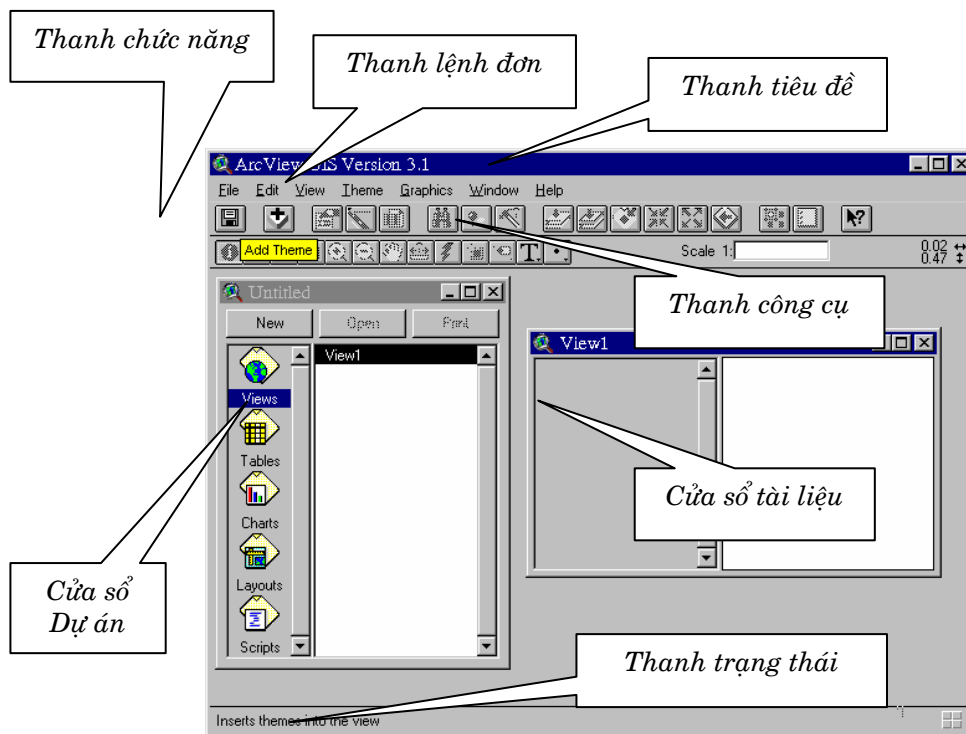 Thanh chức năng
Thanh lệnh đơn
Thanh tiêu đề
ArcView GIS Version 3.1
File Edit View Theme Graphics Window Help
Add Theme
T
Scale 1:
0.02
0.47
Thanh công cụ
Untitled
New Open Print
View1
Views
Tables
Charts
Layouts
Scripts
View1
Cửa sổ tài liệu
Cửa sổ
Dự án
Thanh trạng thái
Inserts themes into the view